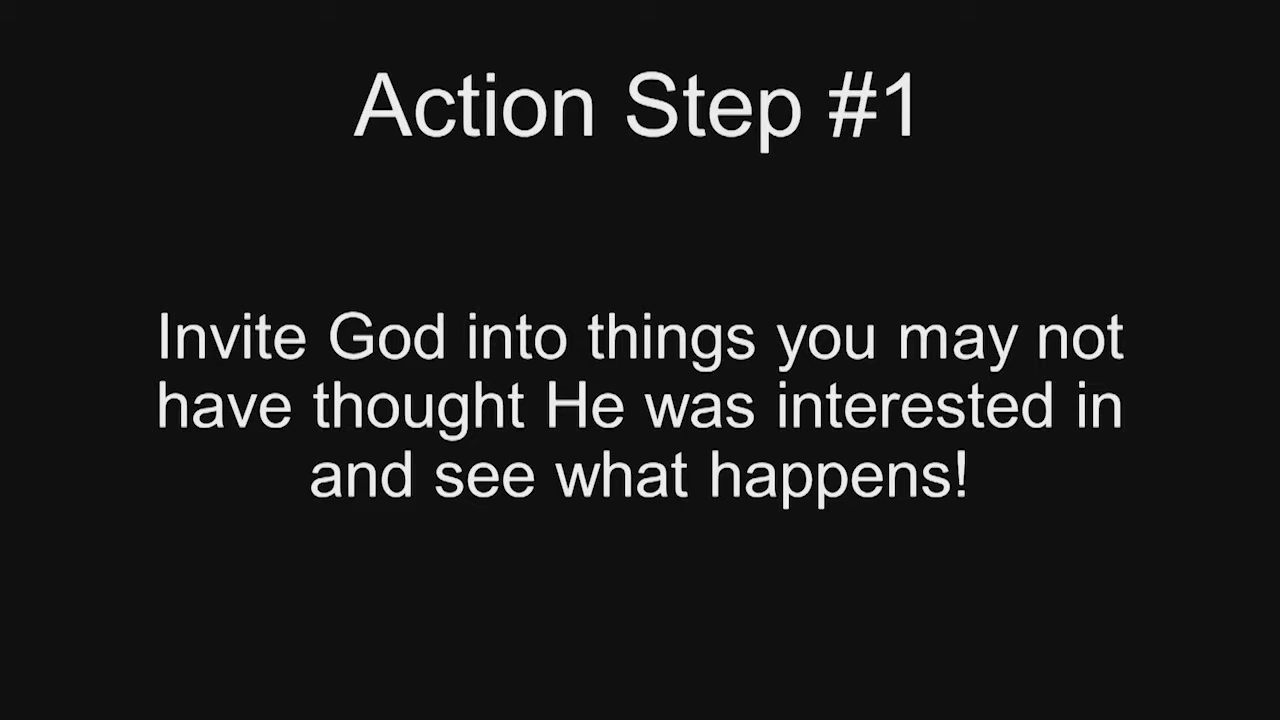 Action Step #1
Invite God into things you may not
have thought He was interested in
and see what happens!